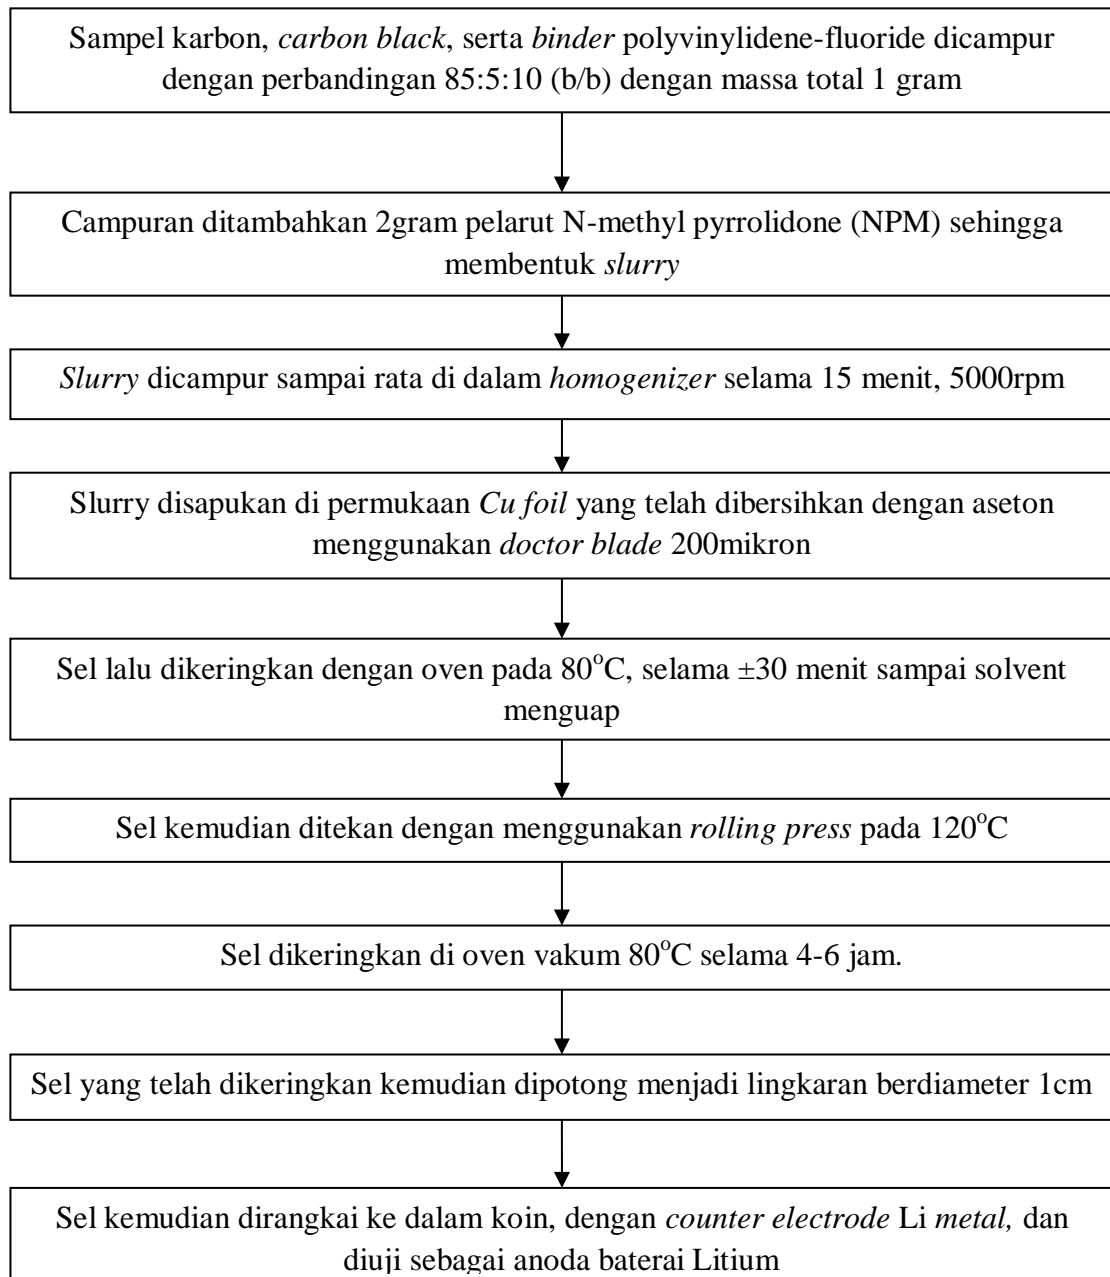 Sampel karbon, carbon black, serta binder polyvinylidene-fluoride dicampur
dengan perbandingan 85:5:10 (b/b) dengan massa total 1 gram
Campuran ditambahkan 2gram pelarut N-methyl pyrrolidone (NPM) sehingga
membentuk slurry
Slurry dicampur sampai rata di dalam homogenizer selama 15 menit, 5000rpm
Slurry disapukan di permukaan Cu foil yang telah dibersihkan dengan aseton
menggunakan doctor blade 200mikron
Sel lalu dikeringkan dengan oven pada 80°C, selama ±30 menit sampai solvent
menguap
Sel kemudian ditekan dengan menggunakan rolling press pada 120°C
Sel dikeringkan di oven vakum 80°C selama 4-6 jam.
Sel yang telah dikeringkan kemudian dipotong menjadi lingkaran berdiameter 1cm
Sel kemudian dirangkai ke dalam koin, dengan counter electrode Li metal, dan
diuji sebagai anoda baterai Litium